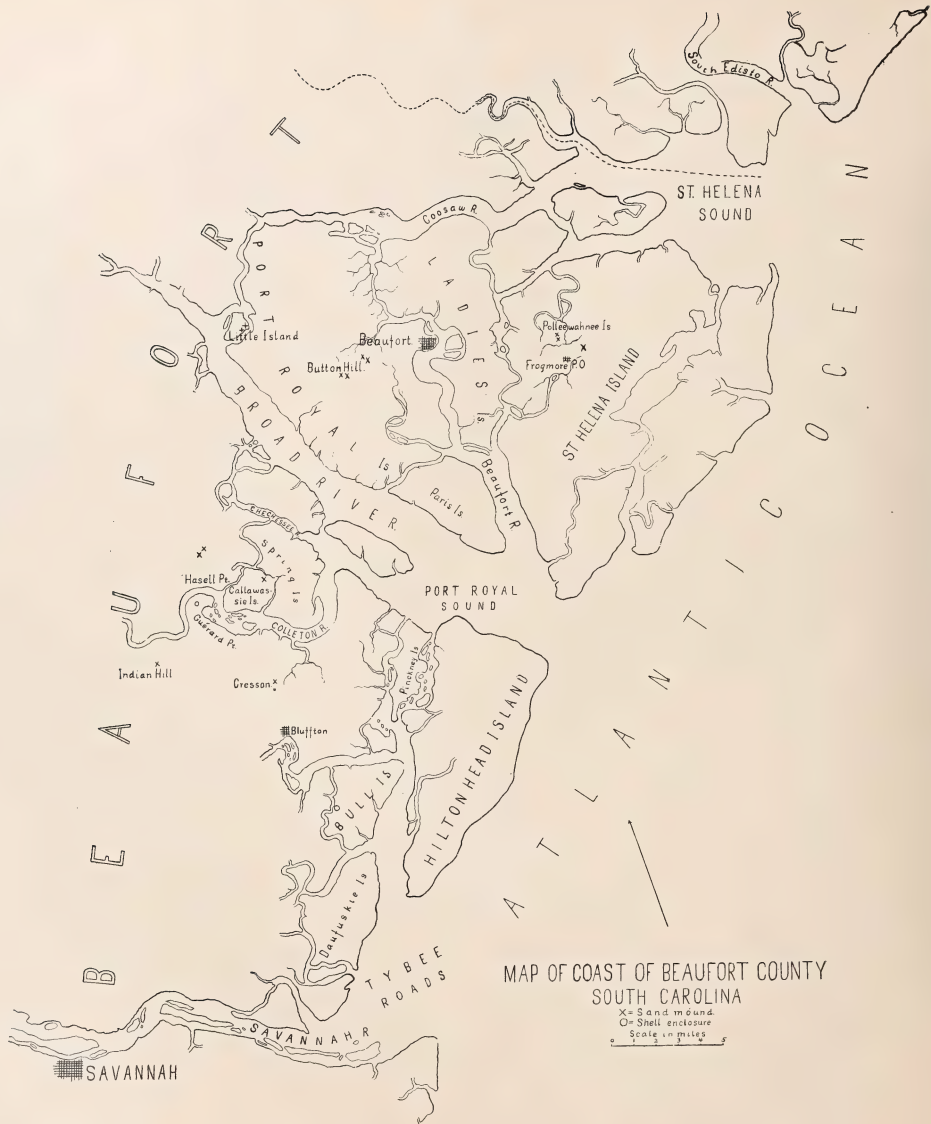 South Edisto R
ST. HELENA
SOUND
Coosaw R
PORT ROYAL Is
LADIES Is
Little Island
Beaufort
Button Hill
Polleewahnee Is
Frogmore P.O
ST HELENA ISLAND
BROAD RIVER
Paris Is
Beaufort R
CHECHESSEE R
Spring Is
Hasell Pt.
Callawas-
sie Is.
Guerard Pt.
COLLETON R
PORT ROYAL
SOUND
Indian Hill
Cresson
Pinckney Is
Bluffton
BULL IS
HILTON HEAD ISLAND
Daufuskie Is
TYBEE
ROADS
SAVANNAH R
SAVANNAH
BEAUFORT
ATLANTIC OCEAN
MAP OF COAST OF BEAUFORT COUNTY
SOUTH CAROLINA
X= Sand mound.
O= Shell enclosure
Scale in miles
0 1 2 3 4 5